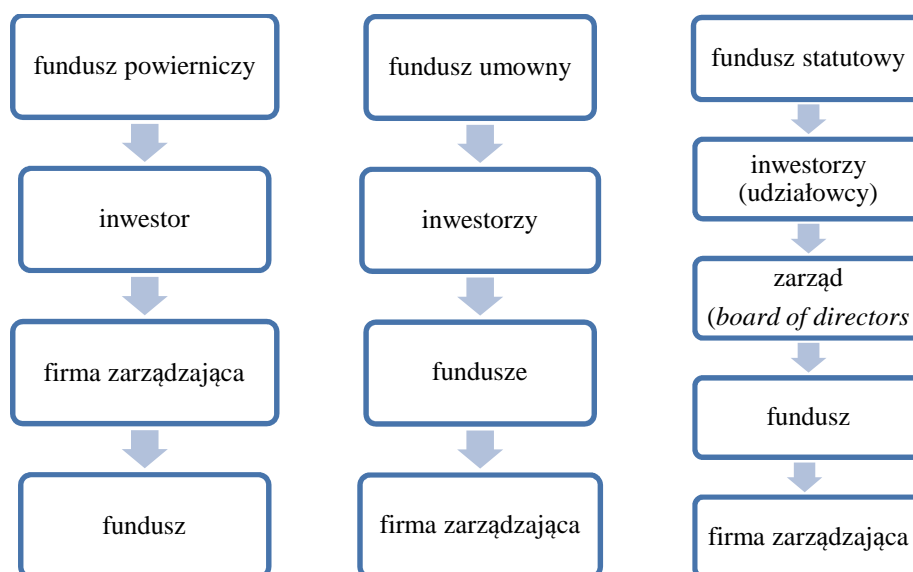 fundusz powierniczy
inwestor
firma zarządzająca
fundusz
fundusz umowny
inwestorzy
fundusze
firma zarządzająca
fundusz statutowy
inwestorzy
(udziałowcy)
zarząd
(board of directors
fundusz
firma zarządzająca